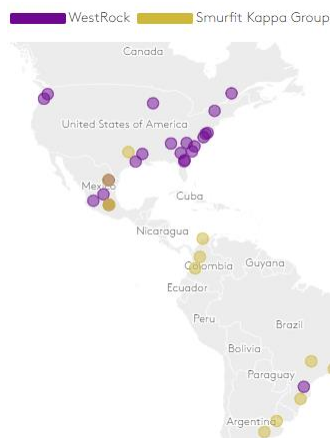 WestRock Smurfit Kappa Group
Canada
United States of America
Mexico
Cuba
Nicaragua
Colombia Guyana
Ecuador
Peru
Brazil
Bolivia
Paraguay
Argentina